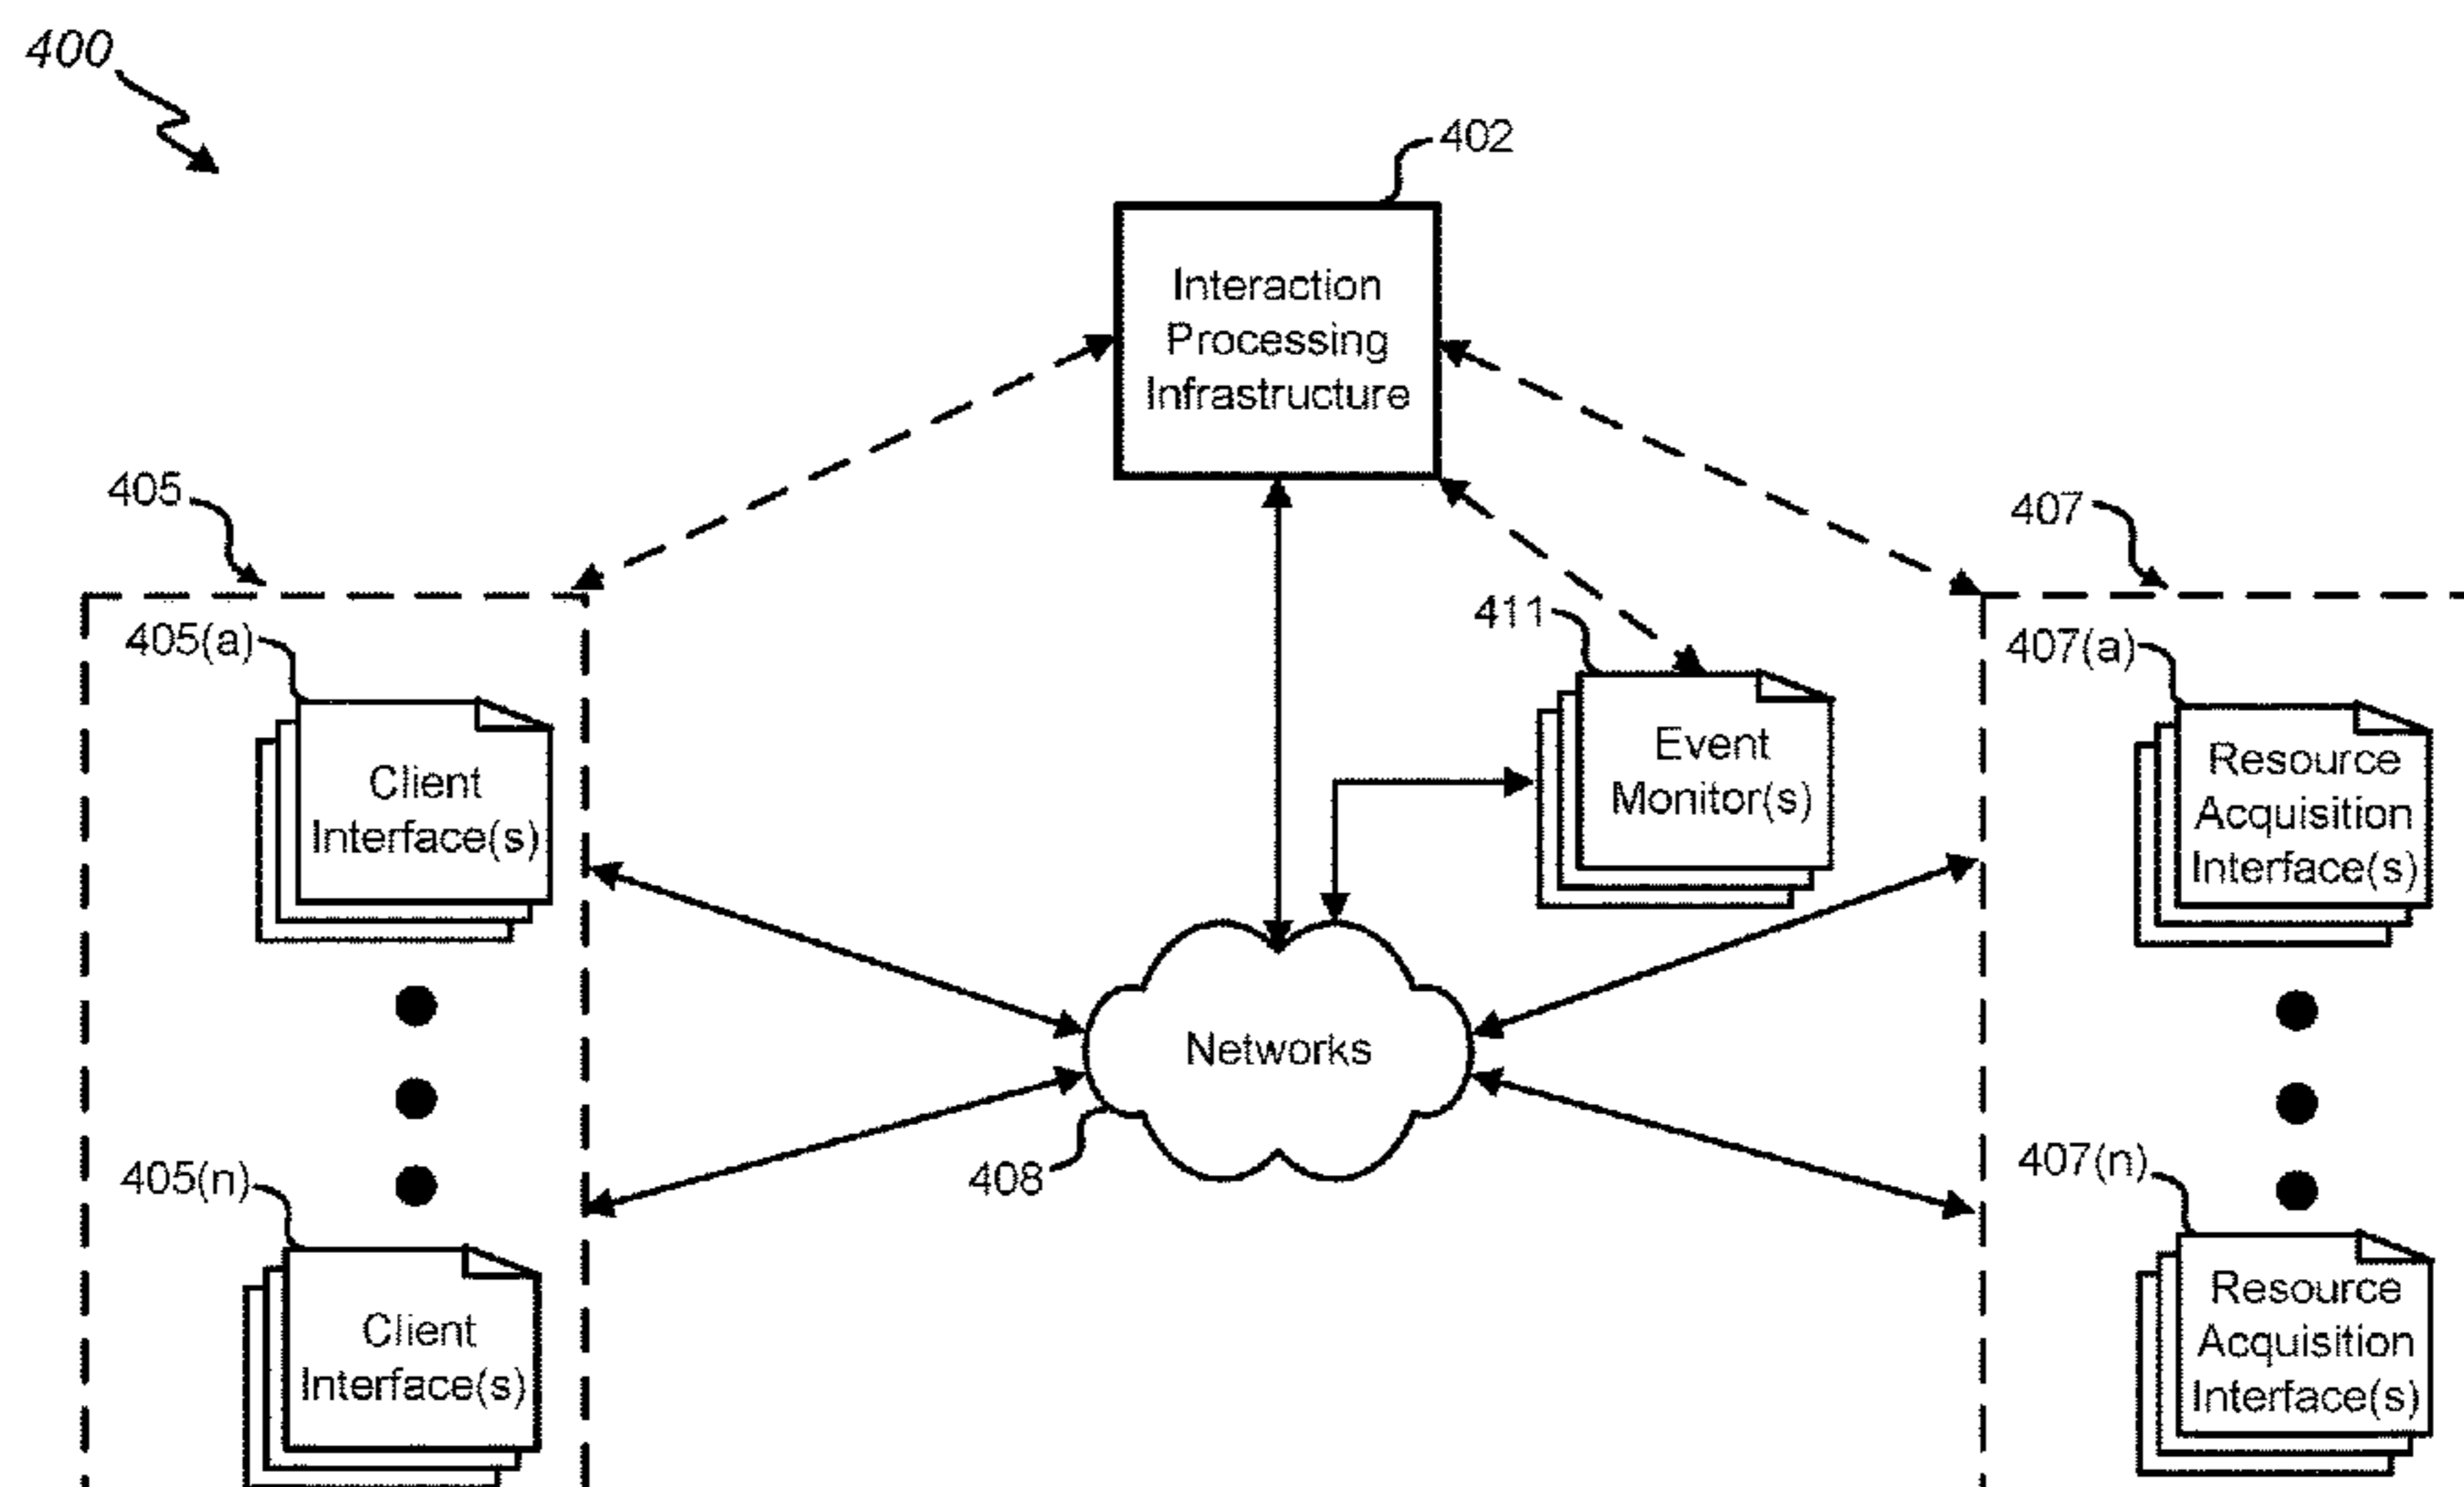 400
402
Interaction
Processing
Infrastructure
405
407
411
405(a)
407(a)
Client
Interface(s)
Event
Monitor(s)
Resource
Acquisition
Interface(s)
Networks
408
405(n)
407(n)
Client
Interface(s)
Resource
Acquisition
Interface(s)